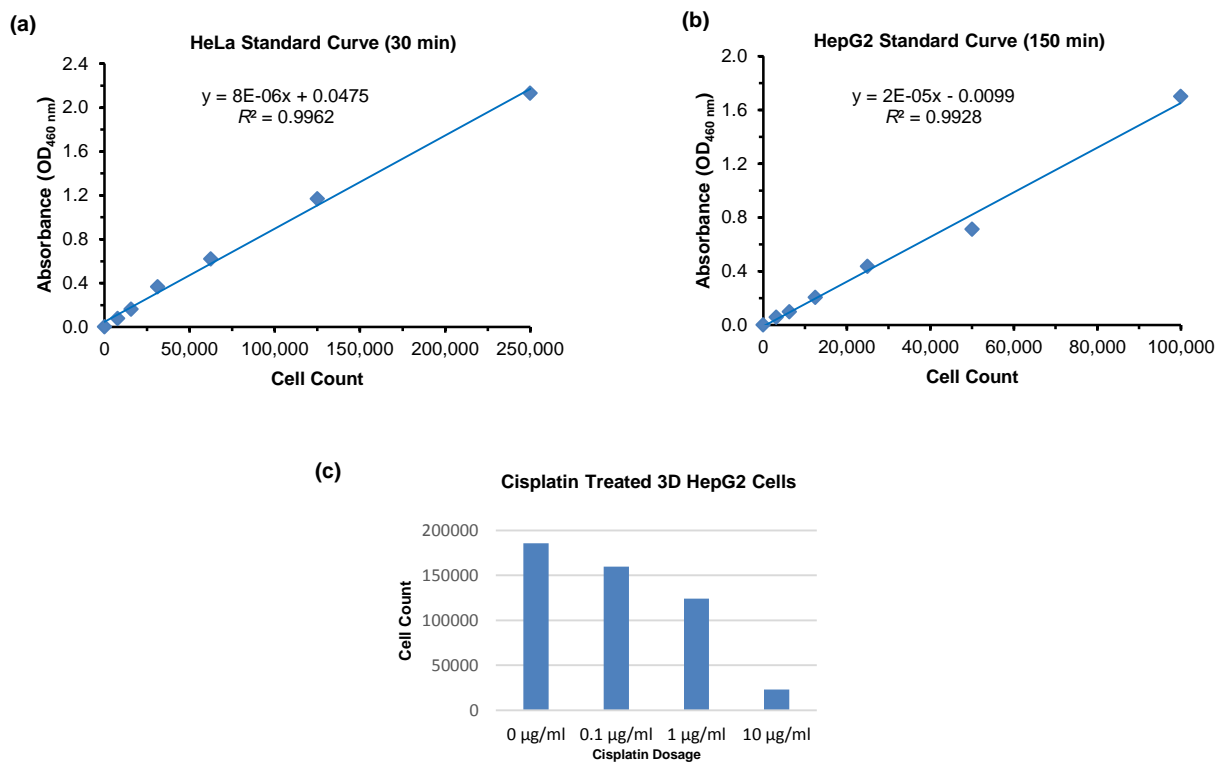 (a)
HeLa Standard Curve (30 min)
y = 8E-06x + 0.0475
R² = 0.9962
Absorbance (OD460 nm)
2.4
2.0
1.6
1.2
0.8
0.4
0.0
0 50,000 100,000 150,000 200,000 250,000
Cell Count
(b)
HepG2 Standard Curve (150 min)
y = 2E-05x - 0.0099
R² = 0.9928
Absorbance (OD460 nm)
2.0
1.6
1.2
0.8
0.4
0.0
0 20,000 40,000 60,000 80,000 100,000
Cell Count
(c)
Cisplatin Treated 3D HepG2 Cells
Cell Count
200000
150000
100000
50000
0
0 µg/ml 0.1 µg/ml 1 µg/ml 10 µg/ml
Cisplatin Dosage